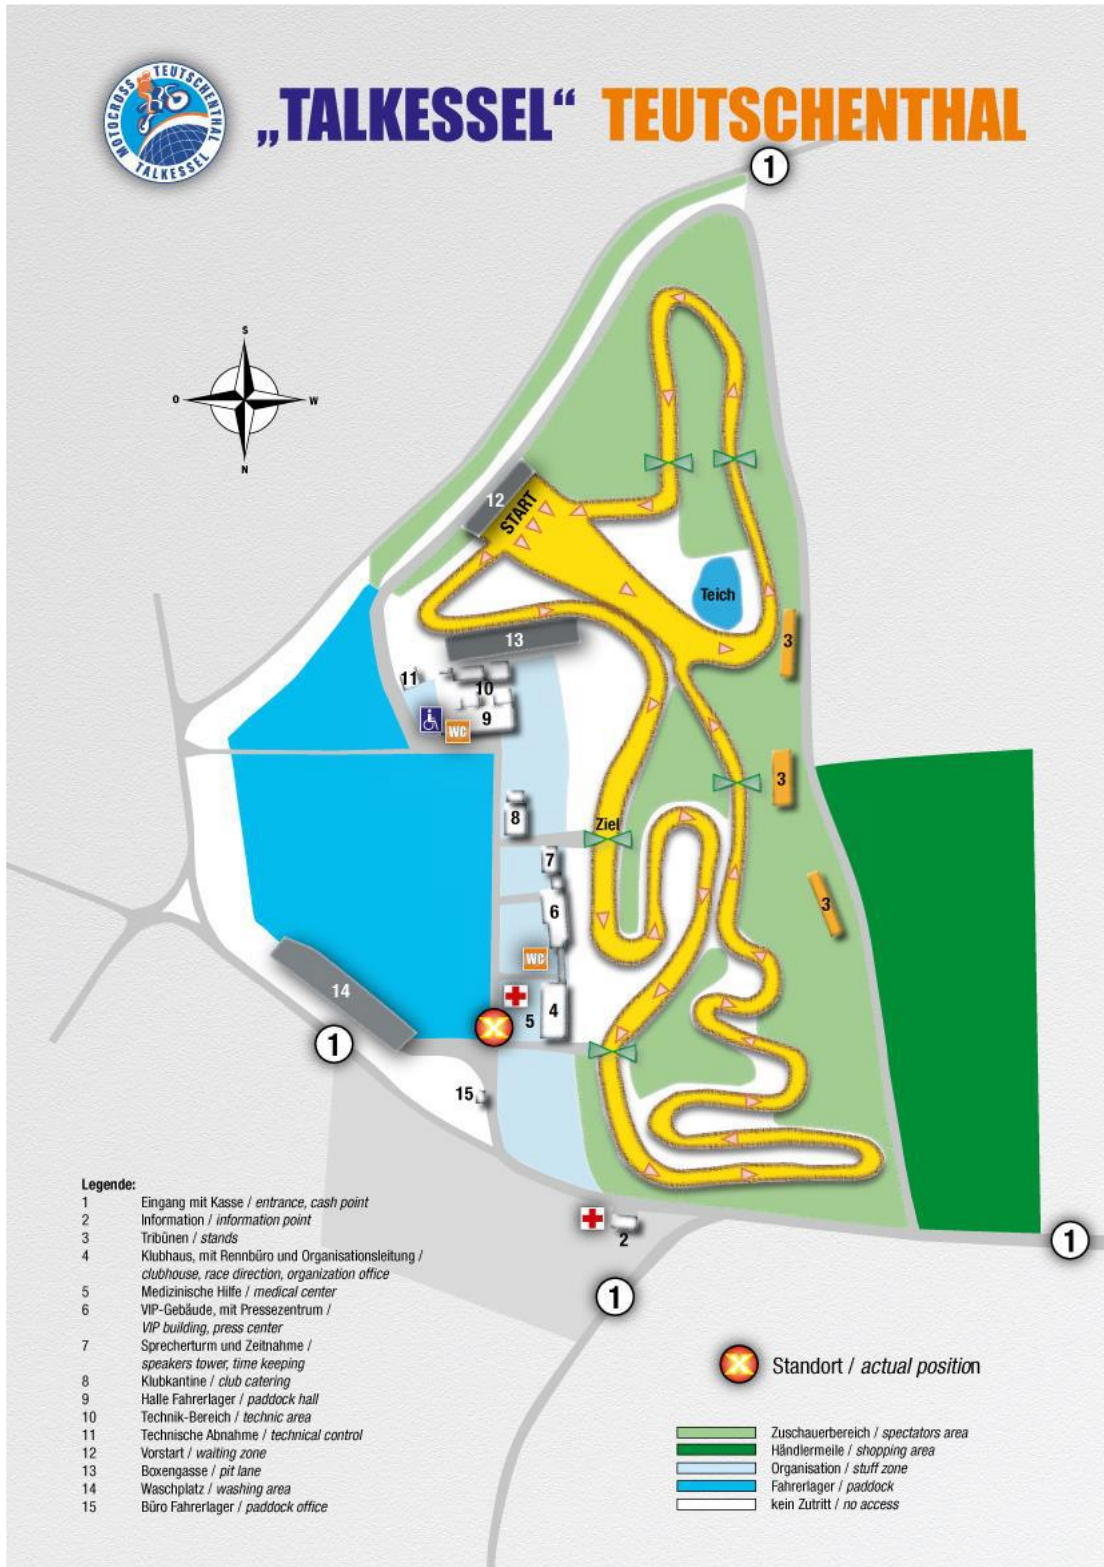 MOTOCROSS TEUTSCHENTHAL
TALKESSEL
„TALKESSEL“ TEUTSCHENTHAL
1
S
O
W
N
12
START
Teich
3
13
11
10
9
WC
3
8
Ziel
7
6
3
WC
14
5
4
X
1
15
2
1
1
Legende:
1 Eingang mit Kasse / entrance, cash point
2 Information / information point
3 Tribünen / stands
4 Klubhaus, mit Rennbüro und Organisationsleitung /
clubhouse, race direction, organization office
5 Medizinische Hilfe / medical center
6 VIP-Gebäude, mit Pressezentrum /
VIP building, press center
7 Sprecherturm und Zeitnahme /
speakers tower, time keeping
8 Klubkantine / club catering
9 Halle Fahrerlager / paddock hall
10 Technik-Bereich / technic area
11 Technische Abnahme / technical control
12 Vorstart / waiting zone
13 Boxengasse / pit lane
14 Waschplatz / washing area
15 Büro Fahrerlager / paddock office
X Standort / actual position
Zuschauerbereich / spectators area
Händlermeile / shopping area
Organisation / stuff zone
Fahrerlager / paddock
kein Zutritt / no access